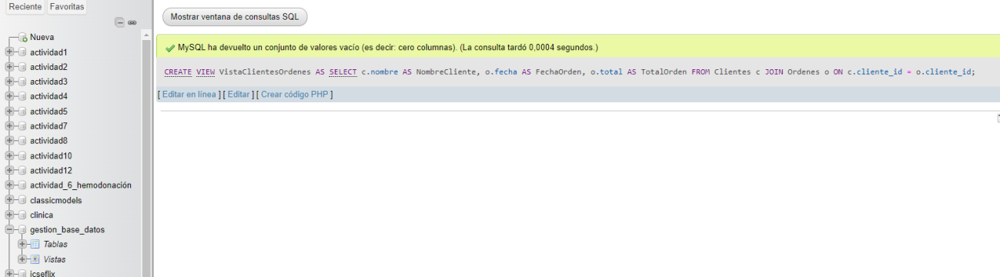 Reciente Favoritas
Nueva
actividad1
actividad2
actividad3
actividad4
actividad5
actividad7
actividad8
actividad10
actividad12
actividad_6_hemodonación
classicmodels
clinica
gestion_base_datos
Tablas
Vistas
icseflix
Mostrar ventana de consultas SQL
MySQL ha devuelto un conjunto de valores vacío (es decir: cero columnas). (La consulta tardó 0,0004 segundos.)
CREATE VIEW VistaClientesOrdenes AS SELECT c.nombre AS NombreCliente, o.fecha AS FechaOrden, o.total AS TotalOrden FROM Clientes c JOIN Ordenes o ON c.cliente_id = o.cliente_id;
[ Editar en línea ] [ Editar ] [ Crear código PHP ]